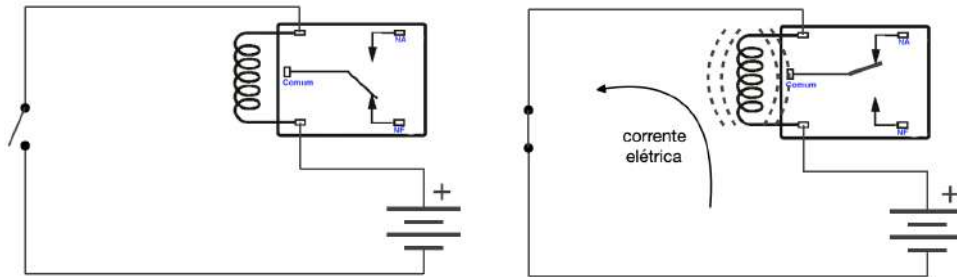 NA
Comum
NF
+
NA
Comum
NF
corrente
elétrica
+